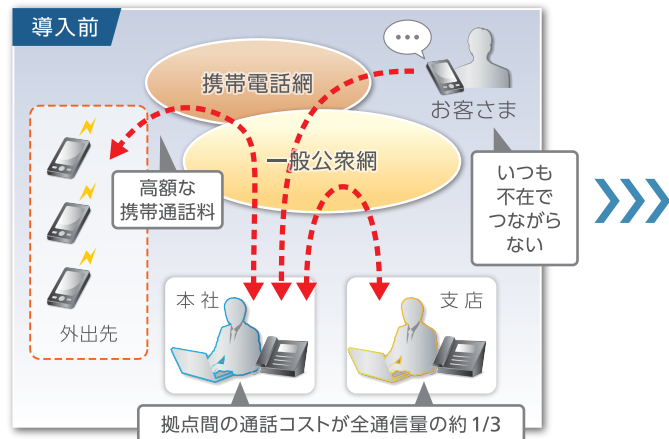 導入前
携帯電話網
お客さま
一般公衆網
高額な
携帯通話料
いつも
不在で
つながら
ない
外出先
本社
支店
拠点間の通話コストが全通信量の約1/3